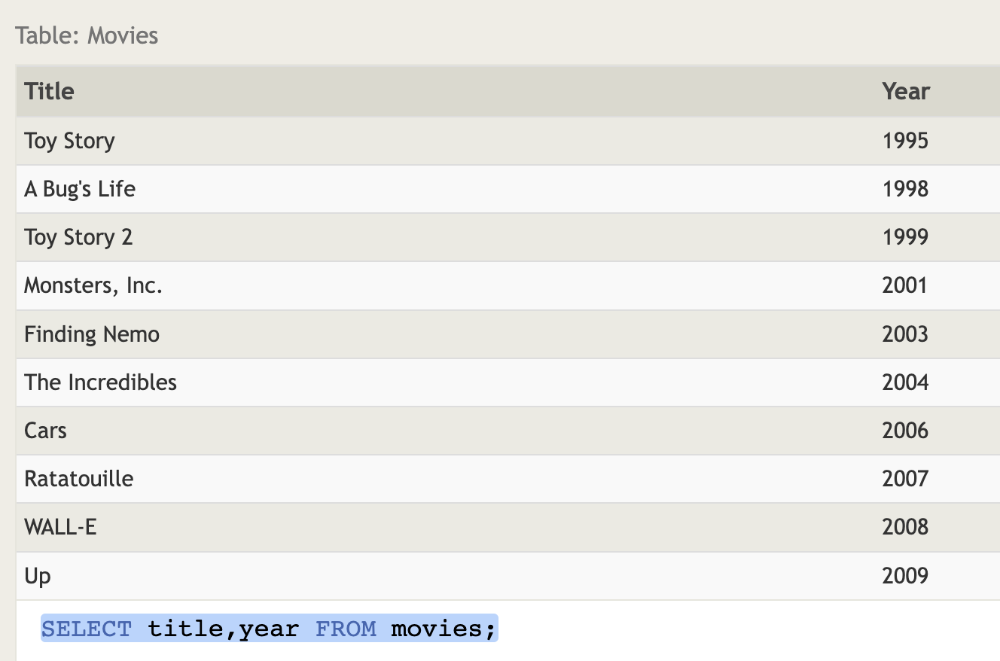 Table: Movies
Title Year
Toy Story 1995
A Bug's Life 1998
Toy Story 2 1999
Monsters, Inc. 2001
Finding Nemo 2003
The Incredibles 2004
Cars 2006
Ratatouille 2007
WALL-E 2008
Up 2009
SELECT title,year FROM movies;